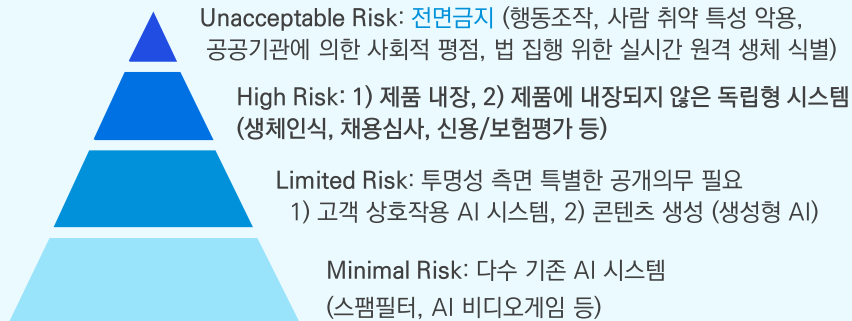 Unacceptable Risk: 전면금지 (행동조작, 사람 취약 특성 악용,
공공기관에 의한 사회적 평점, 법 집행 위한 실시간 원격 생체 식별)
High Risk: 1) 제품 내장, 2) 제품에 내장되지 않은 독립형 시스템
(생체인식, 채용심사, 신용/보험평가 등)
Limited Risk: 투명성 측면 특별한 공개의무 필요
1) 고객 상호작용 AI 시스템, 2) 콘텐츠 생성 (생성형 AI)
Minimal Risk: 다수 기존 AI 시스템
(스팸필터, AI 비디오게임 등)